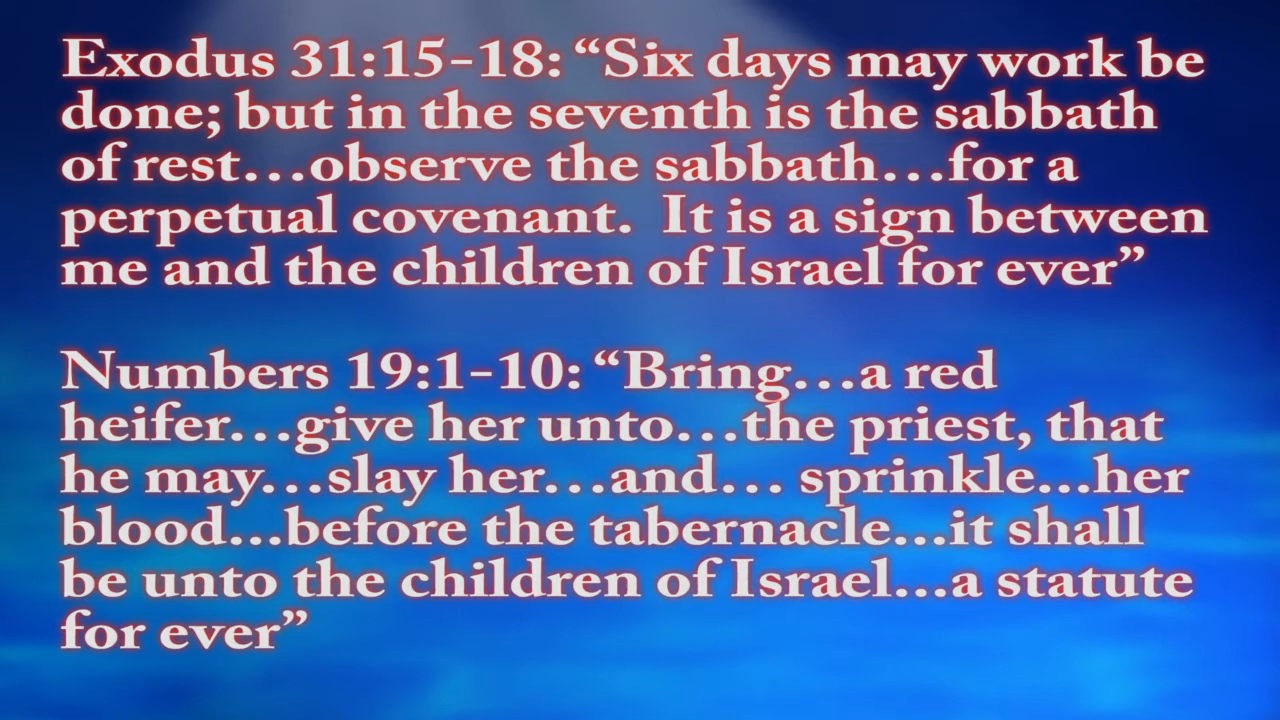 Exodus 31:15-18: “Six days may work be
done; but in the seventh is the sabbath
of rest…observe the sabbath…for a
perpetual covenant.  It is a sign between
me and the children of Israel for ever”
Numbers 19:1-10: “Bring…a red
heifer…give her unto…the priest, that
he may…slay her…and… sprinkle...her
blood...before the tabernacle...it shall
be unto the children of Israel...a statute
for ever”